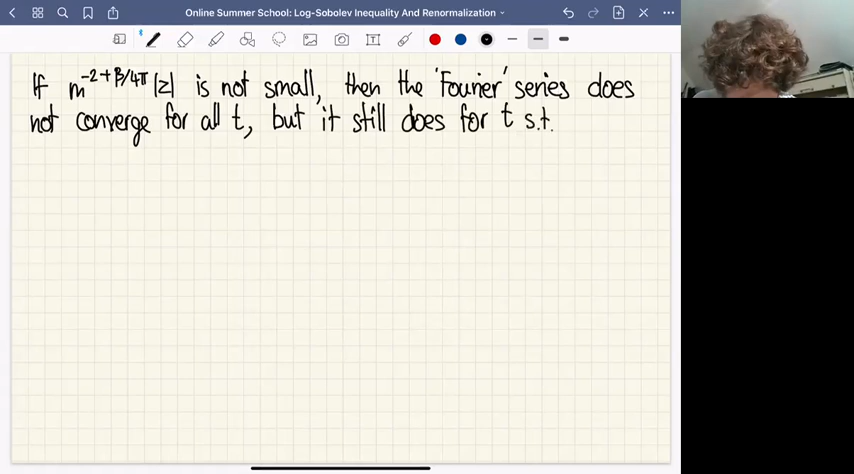 Online Summer School: Log-Sobolev Inequality And Renormalization
If m^{-2+β/4π} |z| is not small, then the 'Fourier' series does
not converge for all t, but it still does for t s.t.